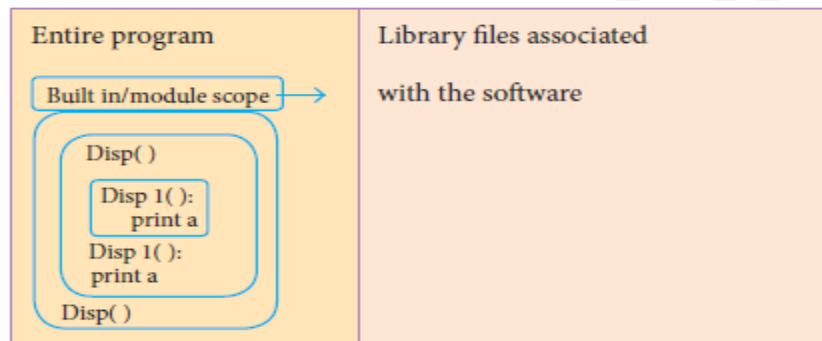 Entire program
Built in/module scope
Disp( )
Disp 1( ):
print a
Disp 1( ):
print a
Disp( )
Library files associated
with the software